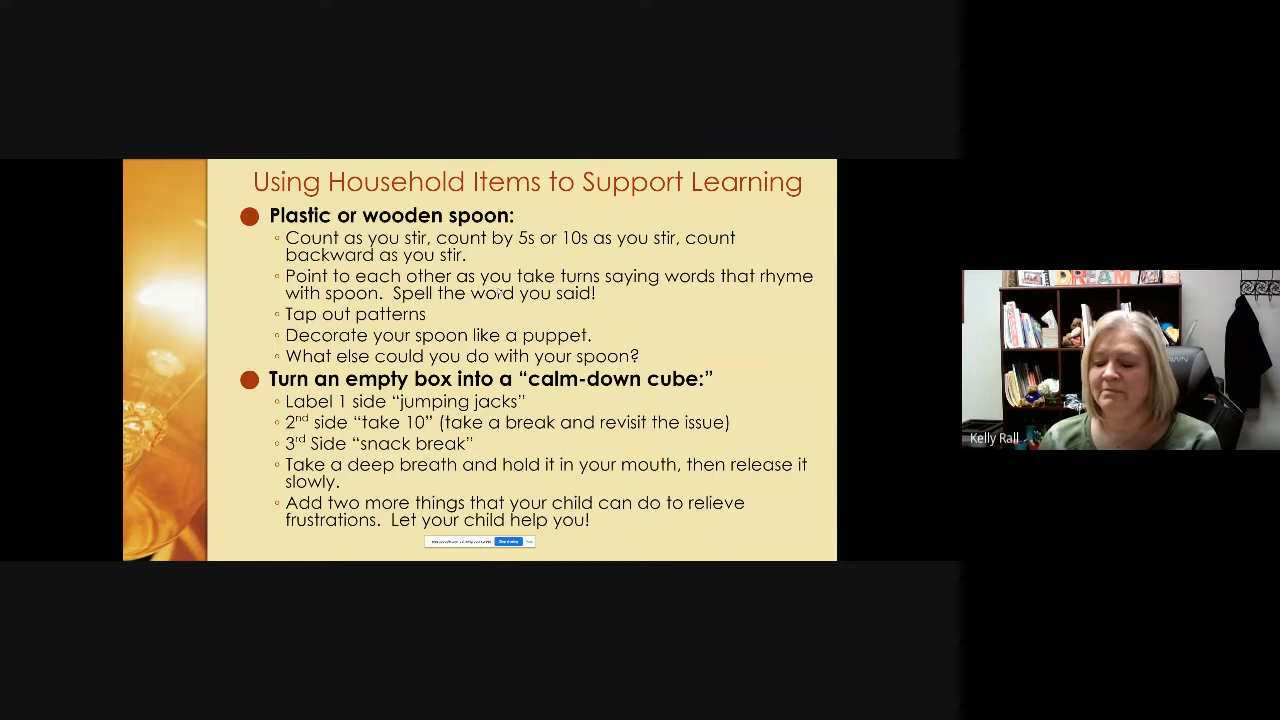 Using Household Items to Support Learning
Plastic or wooden spoon:
Count as you stir, count by 5s or 10s as you stir, count
backward as you stir.
Point to each other as you take turns saying words that rhyme
with spoon.  Spell the word you said!
Tap out patterns
Decorate your spoon like a puppet.
What else could you do with your spoon?
Turn an empty box into a “calm-down cube:”
Label 1 side “jumping jacks”
2nd side “take 10” (take a break and revisit the issue)
3rd Side “snack break”
Take a deep breath and hold it in your mouth, then release it
slowly.
Add two more things that your child can do to relieve
frustrations.  Let your child help you!
Stop sharing
Hide
DREAM
Kelly Rall